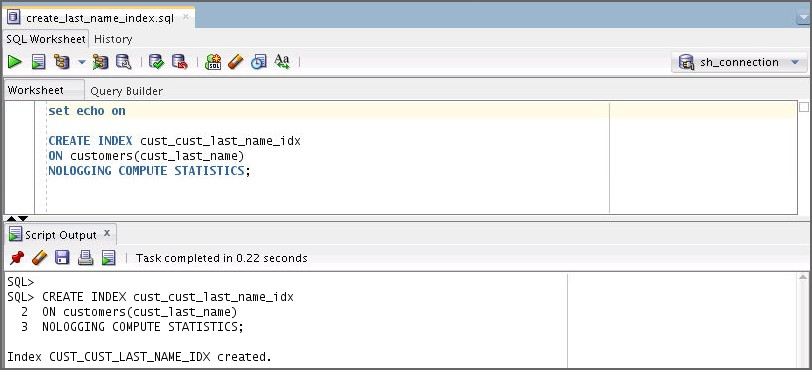 create_last_name_index.sql
SQL Worksheet History
sh_connection
Worksheet Query Builder
set echo on
CREATE INDEX cust_cust_last_name_idx
ON customers(cust_last_name)
NOLOGGING COMPUTE STATISTICS;
Script Output
Task completed in 0.22 seconds
SQL>
SQL> CREATE INDEX cust_cust_last_name_idx
2 ON customers(cust_last_name)
3 NOLOGGING COMPUTE STATISTICS;
Index CUST_CUST_LAST_NAME_IDX created.